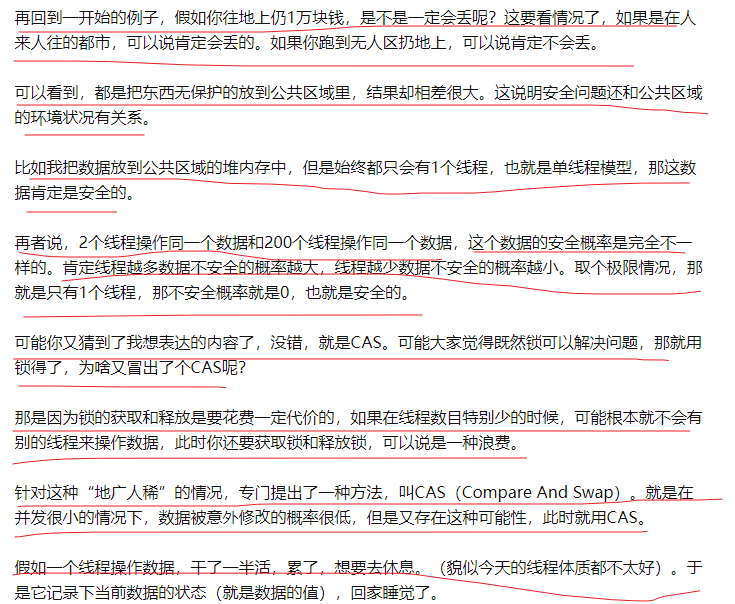 再回到一开始的例子，假如你往地上仍1万块钱，是不是一定会丢呢？这要看情况了，如果是在人
来人往的都市，可以说肯定会丢的。如果你跑到无人区扔地上，可以说肯定不会丢。
可以看到，都是把东西无保护的放到公共区域里，结果却相差很大。这说明安全问题还和公共区域
的环境状况有关系。
比如我把数据放到公共区域的堆内存中，但是始终都只会有1个线程，也就是单线程模型，那这数
据肯定是安全的。
再者说，2个线程操作同一个数据和200个线程操作同一个数据，这个数据的安全概率是完全不一
样的。肯定线程越多数据不安全的概率越大，线程越少数据不安全的概率越小。取个极限情况，那
就是只有1个线程，那不安全概率就是0，也就是安全的。
可能你又猜到了我想表达的内容了，没错，就是CAS。可能大家觉得既然锁可以解决问题，那就用
锁得了，为啥又冒出了个CAS呢？
那是因为锁的获取和释放是要花费一定代价的，如果在线程数目特别少的时候，可能根本就不会有
别的线程来操作数据，此时你还要获取锁和释放锁，可以说是一种浪费。
针对这种“地广人稀”的情况，专门提出了一种方法，叫CAS（Compare And Swap）。就是在
并发很小的情况下，数据被意外修改的概率很低，但是又存在这种可能性，此时就用CAS。
假如一个线程操作数据，干了一半活，累了，想要去休息。（貌似今天的线程体质都不太好）。于
是它记录下当前数据的状态（就是数据的值），回家睡觉了。